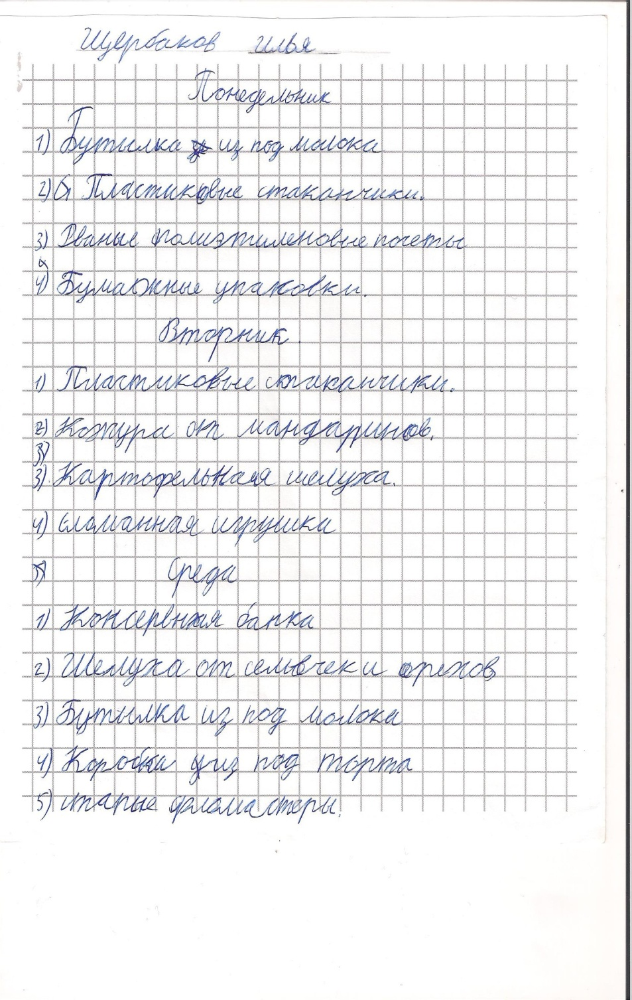 Щербаков Илья
Понедельник
1) Бутылка из под молока
2) Пластиковые стаканчики.
3) Рваные полиэтиленовые покеты
4) Бумажные упаковки.
Вторник.
1) Пластиковые стаканчики.
2) Кожура от мандаринов.
3) Картофельная шелуха.
4) сломанная игрушка
Среда
1) Консервная банка
2) Шелуха от семечек и орехов
3) Бутылка из под молока
4) Коробка из под торта
5) старые фломастеры.